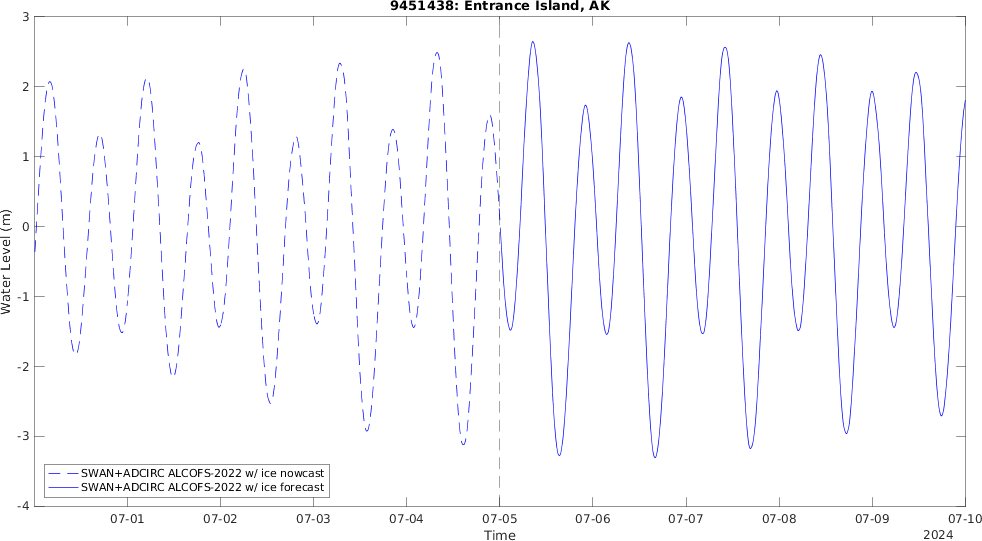 9451438: Entrance Island, AK
Water Level (m)
3
2
1
0
-1
-2
-3
-4
SWAN+ADCIRC ALCOFS-2022 w/ ice nowcast
SWAN+ADCIRC ALCOFS-2022 w/ ice forecast
07-01 07-02 07-03 07-04 07-05 07-06 07-07 07-08 07-09 07-10
Time
2024